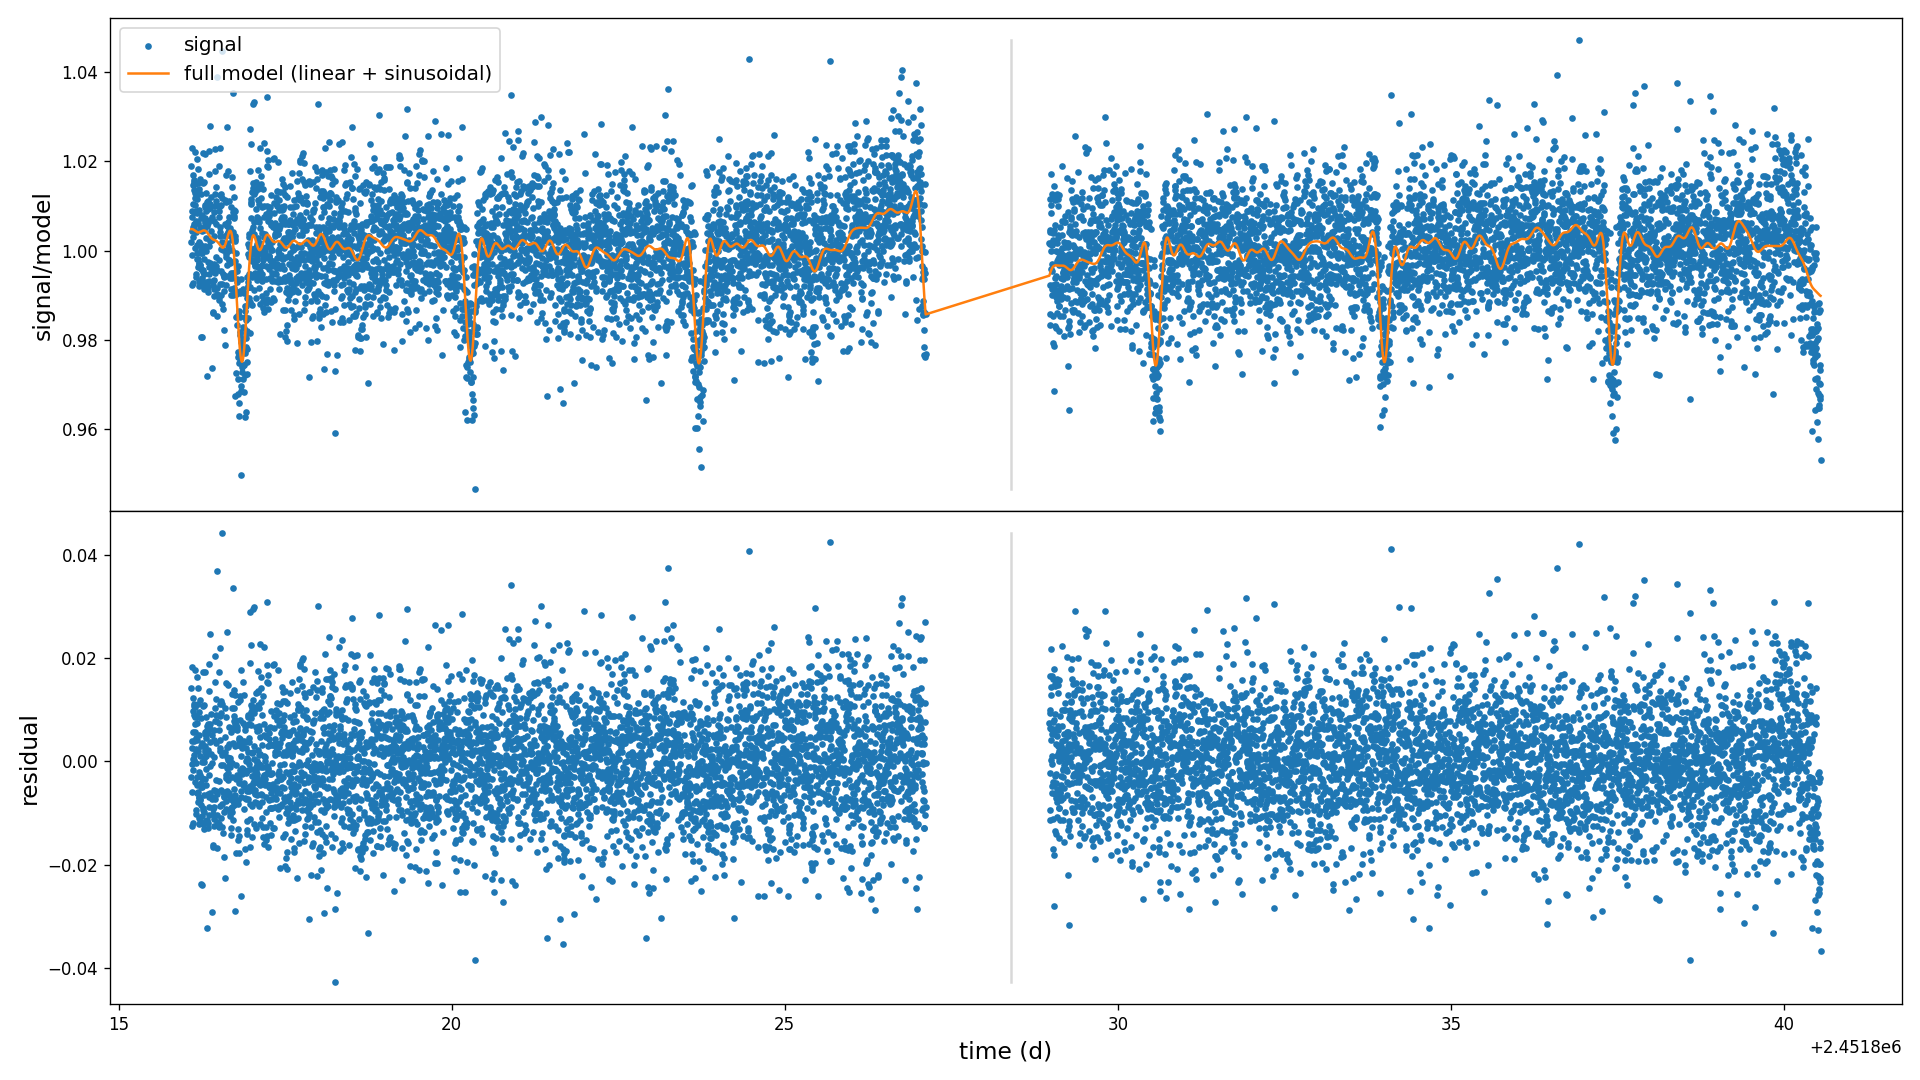 signal
full model (linear + sinusoidal)
signal/model
1.04
1.02
1.00
0.98
0.96
residual
0.04
0.02
0.00
−0.02
−0.04
15
20
25
30
35
40
time (d)
+2.4518e6